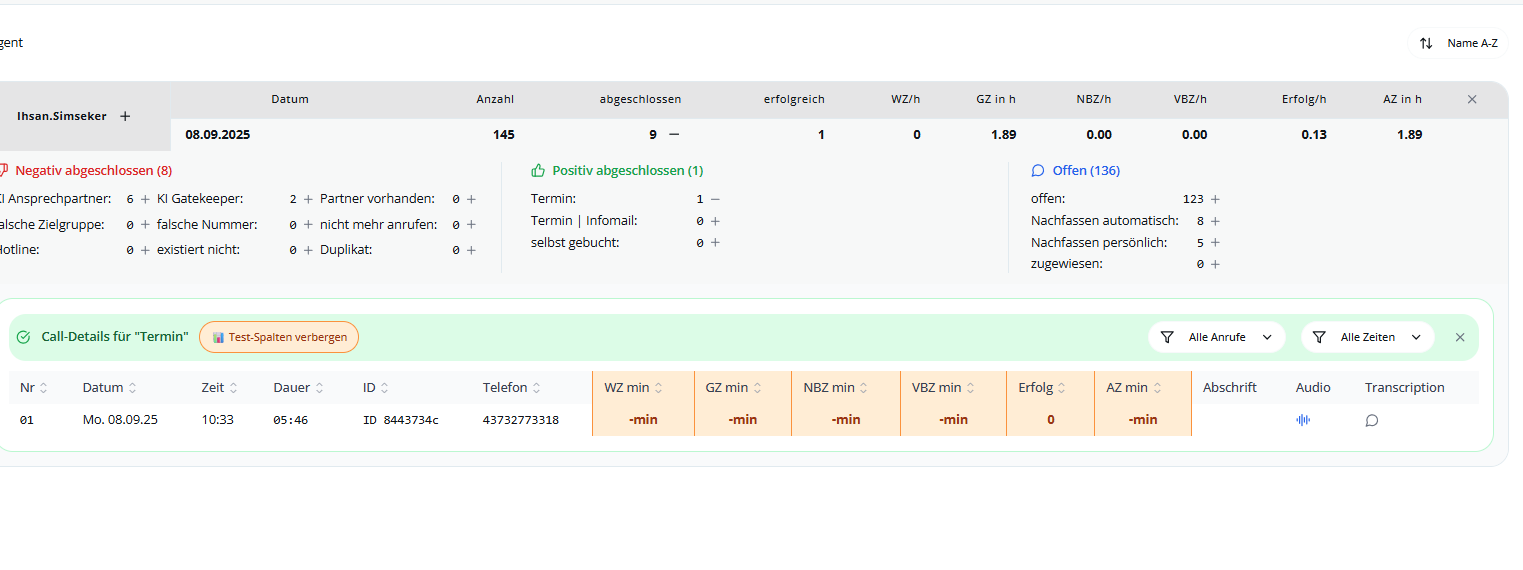 gent
Name A-Z
Ihsan.Simseker +
Datum Anzahl abgeschlossen erfolgreich WZ/h GZ in h NBZ/h VBZ/h Erfolg/h AZ in h ×
08.09.2025 145 9 − 1 0 1.89 0.00 0.00 0.13 1.89
Negativ abgeschlossen (8) Positiv abgeschlossen (1) Offen (136)
KI Ansprechpartner: 6 + KI Gatekeeper: 2 + Partner vorhanden: 0 + Termin: 1 − offen: 123 +
alsche Zielgruppe: 0 + falsche Nummer: 0 + nicht mehr anrufen: 0 + Termin | Infomail: 0 + Nachfassen automatisch: 8 +
Hotline: 0 + existiert nicht: 0 + Duplikat: 0 + selbst gebucht: 0 + Nachfassen persönlich: 5 +
zugewiesen: 0 +
Call-Details für "Termin" Test-Spalten verbergen Alle Anrufe Alle Zeiten ×
Nr Datum Zeit Dauer ID Telefon WZ min GZ min NBZ min VBZ min Erfolg AZ min Abschrift Audio Transcription
01 Mo. 08.09.25 10:33 05:46 ID 8443734c 43732773318 -min -min -min -min 0 -min